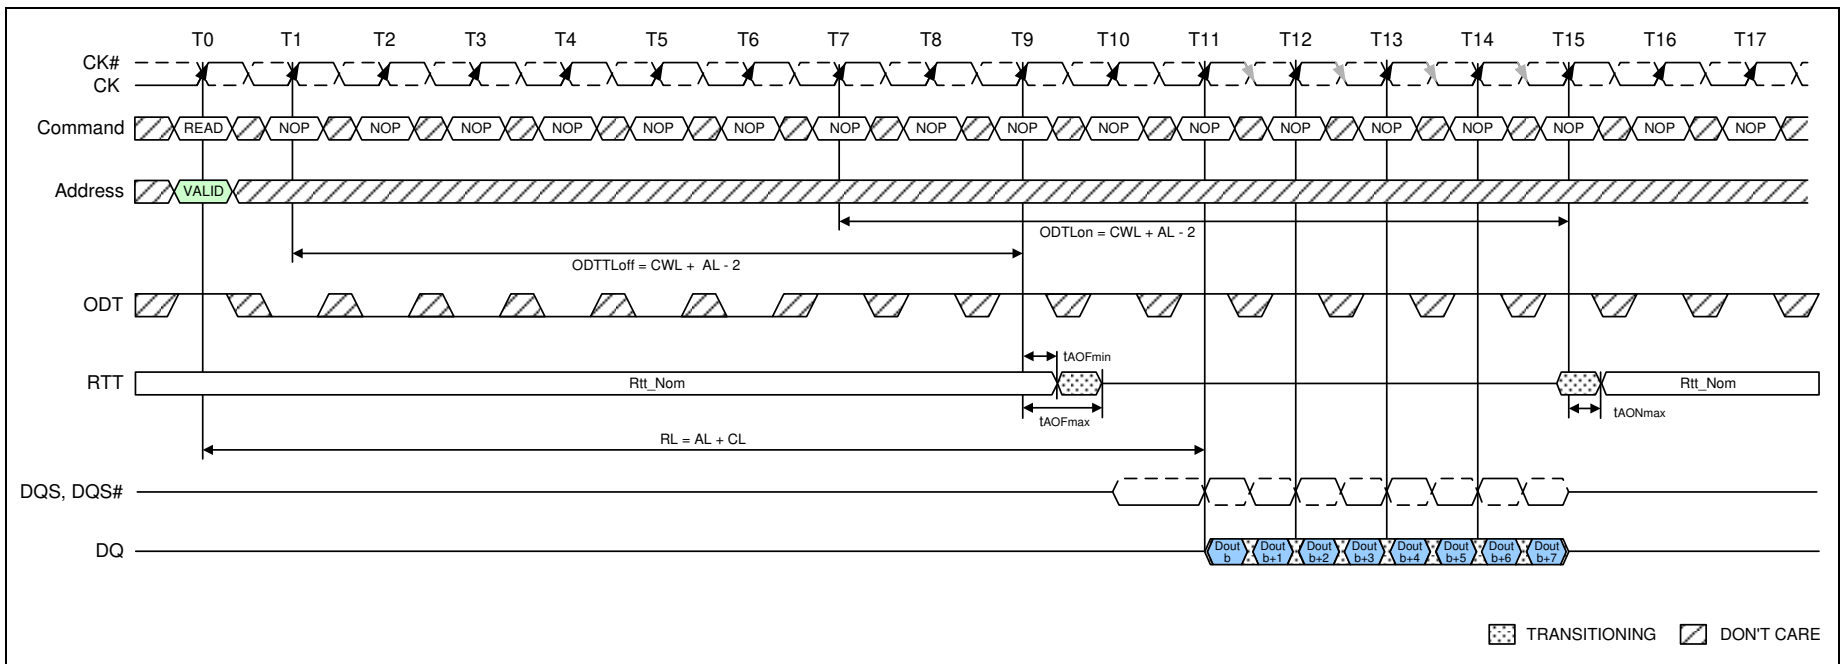 T0 T1 T2 T3 T4 T5 T6 T7 T8 T9 T10 T11 T12 T13 T14 T15 T16 T17
CK#
CK
Command READ NOP NOP NOP NOP NOP NOP NOP NOP NOP NOP NOP NOP NOP NOP NOP NOP NOP
Address VALID
ODTLon = CWL + AL - 2
ODTTLoff = CWL + AL - 2
ODT
tAOFmin
RTT Rtt_Nom Rtt_Nom
tAOFmax tAONmax
RL = AL + CL
DQS, DQS#
DQ Dout b Dout b+1 Dout b+2 Dout b+3 Dout b+4 Dout b+5 Dout b+6 Dout b+7
TRANSITIONING DON'T CARE